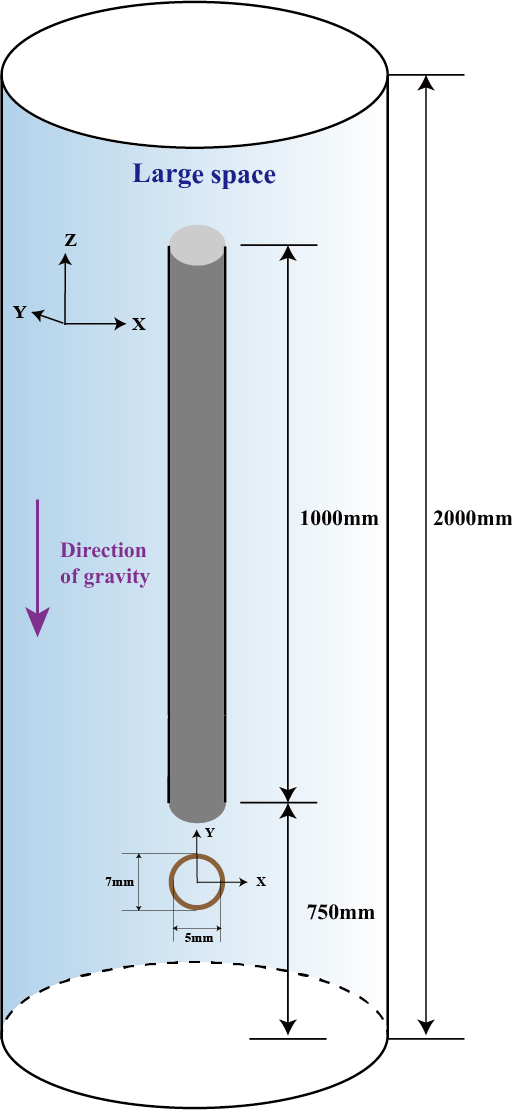 Large space
Z
Y
X
1000mm
2000mm
Direction
of gravity
Y
7mm
X
5mm
750mm